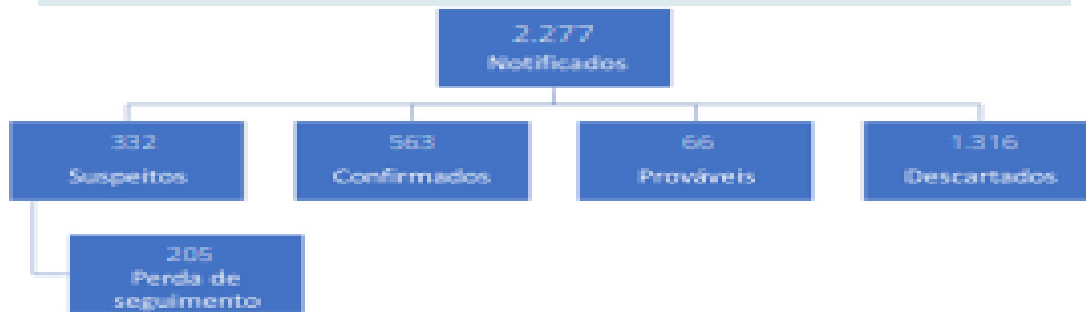 2.277
Notificados
332
Suspeitos
563
Confirmados
66
Prováveis
1.316
Descartados
205
Perda de
seguimento